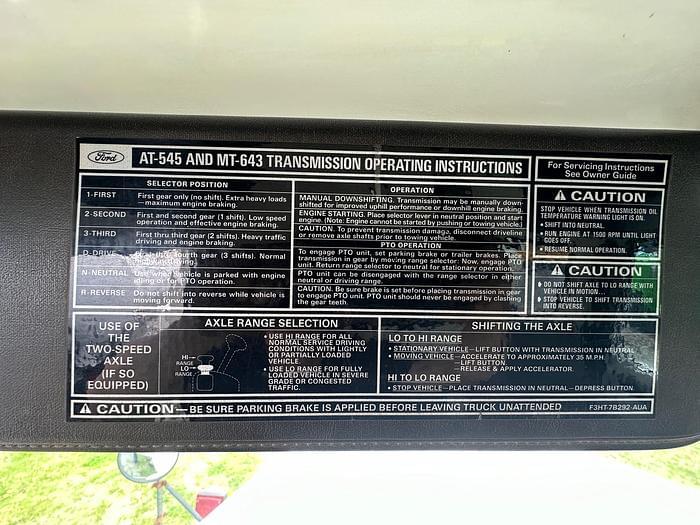 Ford
AT-545 AND MT-643 TRANSMISSION OPERATING INSTRUCTIONS
SELECTOR POSITION
1-FIRST
First gear only (no shift). Extra heavy loads
—maximum engine braking.
2-SECOND
First and second gear (1 shift). Low speed
operation and effective engine braking.
3-THIRD
First thru third gear (2 shifts). Heavy traffic
driving and engine braking.
D-DRIVE
fourth gear (3 shifts). Normal
driving.
N-NEUTRAL
Use when vehicle is parked with engine
idling or for PTO operation.
R-REVERSE
Do not shift into reverse while vehicle is
moving forward.
OPERATION
MANUAL DOWNSHIFTING. Transmission may be manually down-
shifted for improved uphill performance or downhill engine braking.
ENGINE STARTING. Place selector lever in neutral position and start
engine. (Note: Engine cannot be started by pushing or towing vehicle.)
CAUTION. To prevent transmission damage, disconnect driveline
or remove axle shafts prior to towing vehicle.
PTO OPERATION
To engage PTO unit, set parking brake or trailer brakes. Place
transmission in gear by moving range selector: Now, engage PTO
unit. Return range selector to neutral for stationary operation.
PTO unit can be disengaged with the range selector in either
neutral or driving range.
CAUTION. Be sure brake is set before placing transmission in gear
to engage PTO unit. PTO unit should never be engaged by clashing
the gear teeth.
For Servicing Instructions
See Owner Guide
CAUTION
STOP VEHICLE WHEN TRANSMISSION OIL
TEMPERATURE WARNING LIGHT IS ON.
• SHIFT INTO NEUTRAL
• RUN ENGINE AT 1500 RPM UNTIL LIGHT
GOES OFF.
• RESUME NORMAL OPERATION.
CAUTION
• DO NOT SHIFT AXLE TO LO RANGE WITH
VEHICLE IN MOTION...
• STOP VEHICLE TO SHIFT TRANSMISSION
INTO REVERSE.
USE OF
THE
TWO-SPEED
AXLE
(IF SO
EQUIPPED)
AXLE RANGE SELECTION
HI
RANGE
LO
RANGE
• USE HI RANGE FOR ALL
NORMAL SERVICE DRIVING
CONDITIONS WITH LIGHTLY
OR PARTIALLY LOADED
VEHICLE.
• USE LO RANGE FOR FULLY
LOADED VEHICLE IN SEVERE
GRADE OR CONGESTED
TRAFFIC.
SHIFTING THE AXLE
LO TO HI RANGE
• STATIONARY VEHICLE—LIFT BUTTON WITH TRANSMISSION IN NEUTRAL
• MOVING VEHICLE—ACCELERATE TO APPROXIMATELY 35 M.P.H.
—LIFT BUTTON
—RELEASE & APPLY ACCELERATOR.
HI TO LO RANGE
• STOP VEHICLE—PLACE TRANSMISSION IN NEUTRAL—DEPRESS BUTTON.
CAUTION—BE SURE PARKING BRAKE IS APPLIED BEFORE LEAVING TRUCK UNATTENDED
F3HT-7B292-AUA